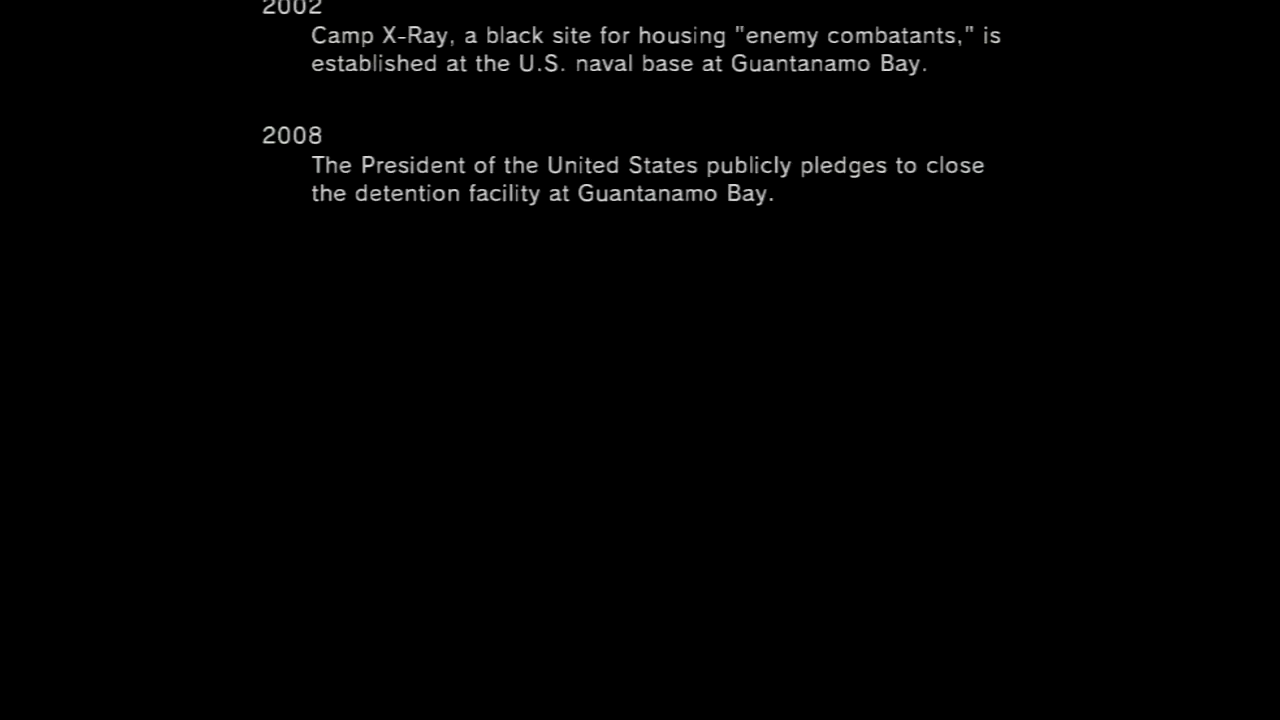 2002
Camp X-Ray, a black site for housing "enemy combatants," is
established at the U.S. naval base at Guantanamo Bay.
2008
The President of the United States publicly pledges to close
the detention facility at Guantanamo Bay.